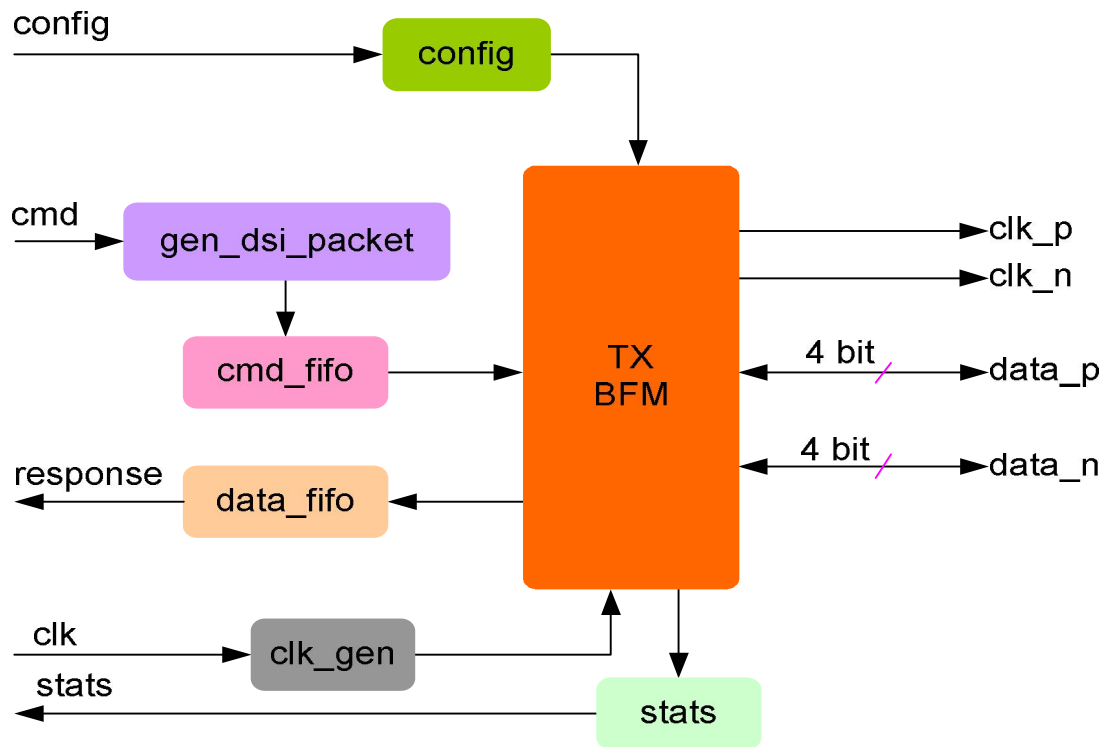 config
config
cmd
gen_dsi_packet
clk_p
clk_n
cmd_fifo
TX
BFM
4 bit
data_p
4 bit
data_n
response
data_fifo
clk
clk_gen
stats
stats